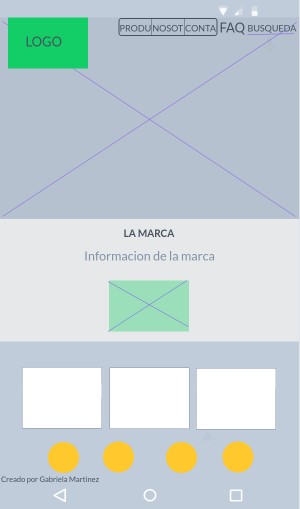 LOGO
PRODU NOSOT CONTA FAQ BUSQUEDA
LA MARCA
Informacion de la marca
Creado por Gabriela Martinez